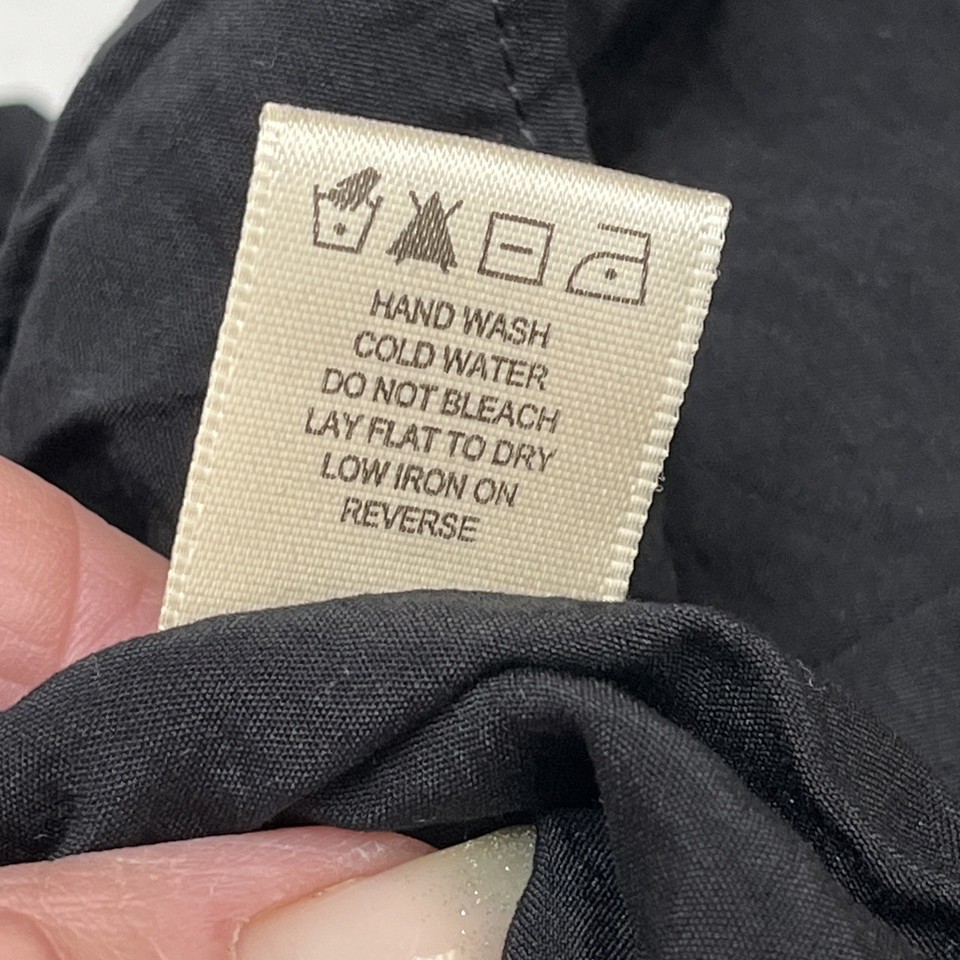 HAND WASH
COLD WATER
DO NOT BLEACH
LAY FLAT TO DRY
LOW IRON ON
REVERSE